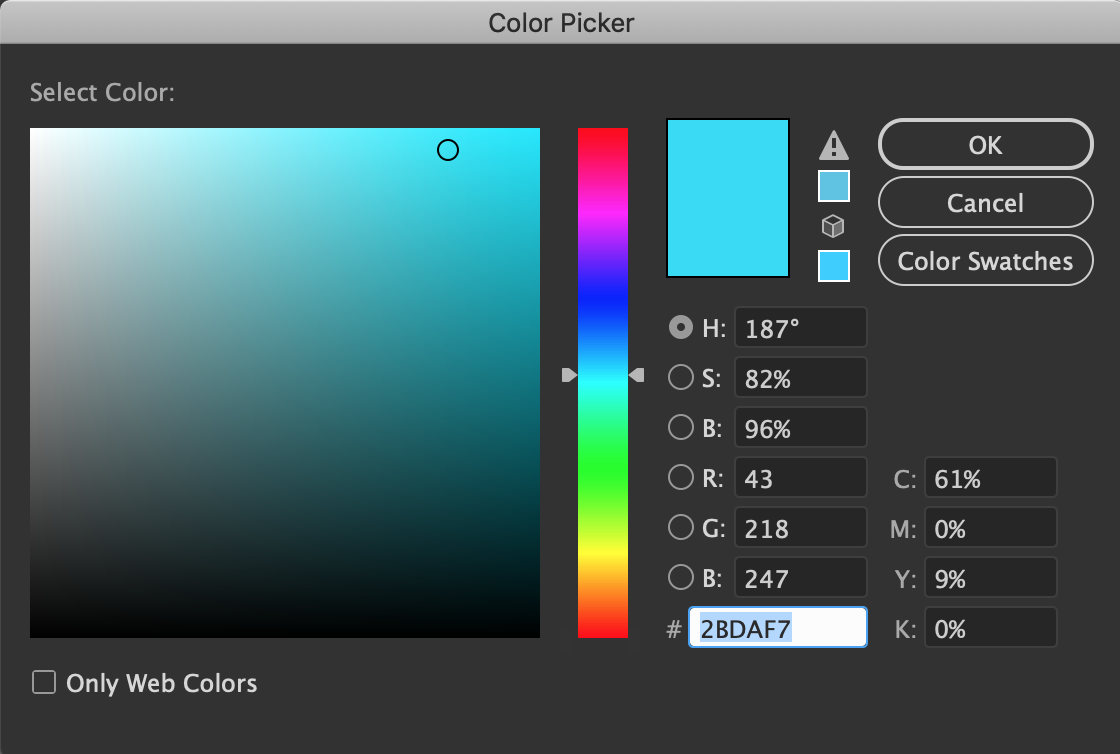 Color Picker
Select Color:
OK
Cancel
Color Swatches
H: 187°
S: 82%
B: 96%
R: 43
G: 218
B: 247
# 2BDAF7
C: 61%
M: 0%
Y: 9%
K: 0%
Only Web Colors